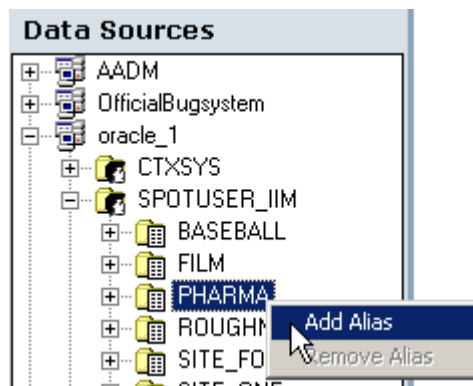 Data Sources
AADM
OfficialBugsystem
oracle_1
CTXSYS
SPOTUSER_IIM
BASEBALL
FILM
PHARMA
Add Alias
Remove Alias